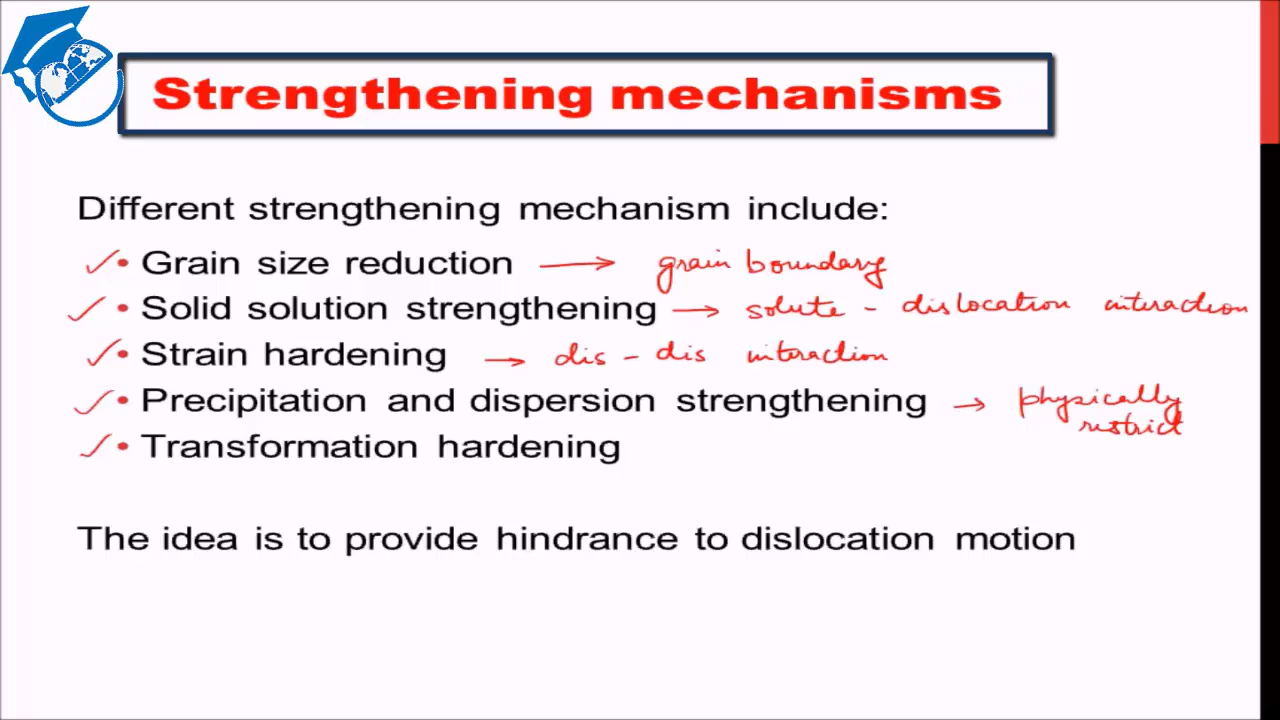 Strengthening mechanisms
Different strengthening mechanism include:
✓• Grain size reduction → grain boundary
✓• Solid solution strengthening → solute - dislocation interaction
✓• Strain hardening → dis - dis interaction
✓• Precipitation and dispersion strengthening → physically
restrict
✓• Transformation hardening
The idea is to provide hindrance to dislocation motion